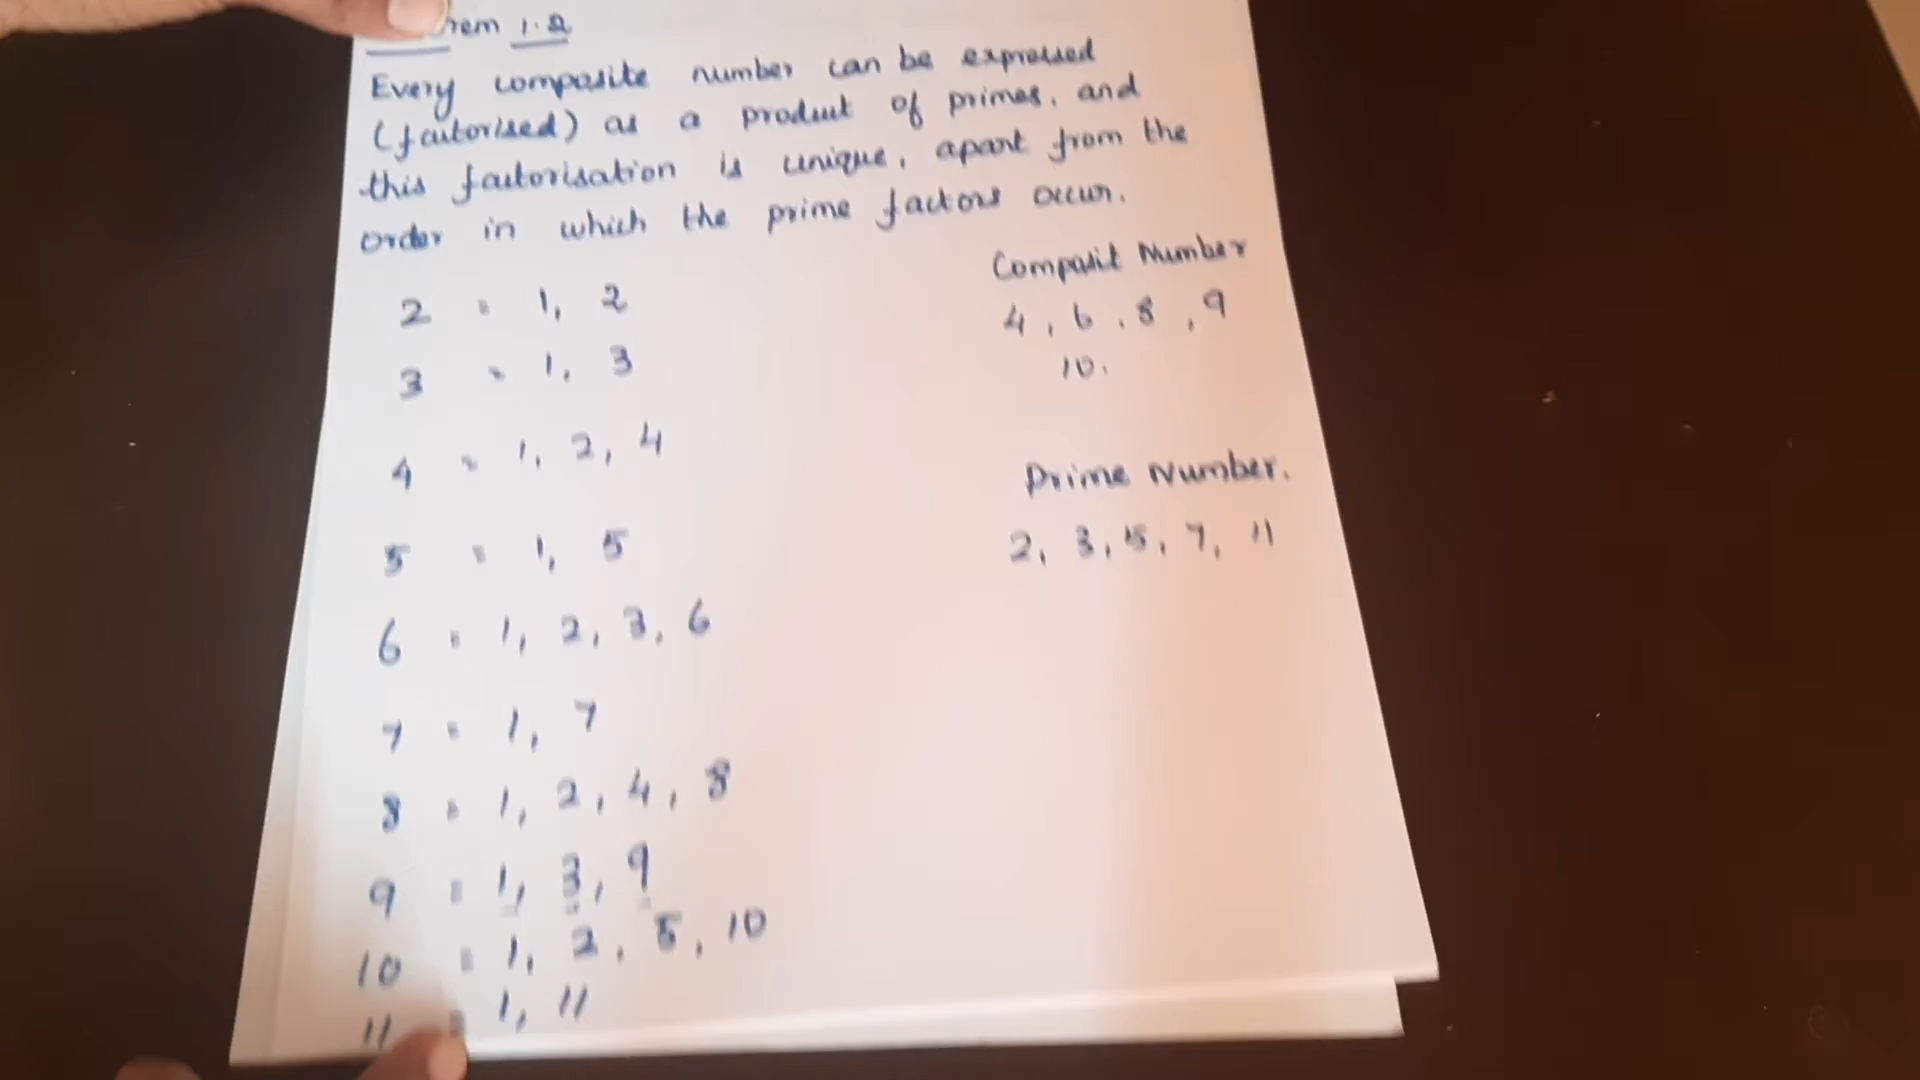 rem 1.2
Every composite number can be expressed
(factorised) as a product of primes, and
this factorisation is unique, apart from the
order in which the prime factors occur.
2 = 1, 2
3 = 1, 3
4 = 1, 2, 4
5 = 1, 5
6 = 1, 2, 3, 6
7 = 1, 7
8 = 1, 2, 4, 8
9 = 1, 3, 9
10 = 1, 2, 5, 10
11 = 1, 11
Composit Number
4, 6, 8, 9
10.
Prime Number.
2, 3, 5, 7, 11